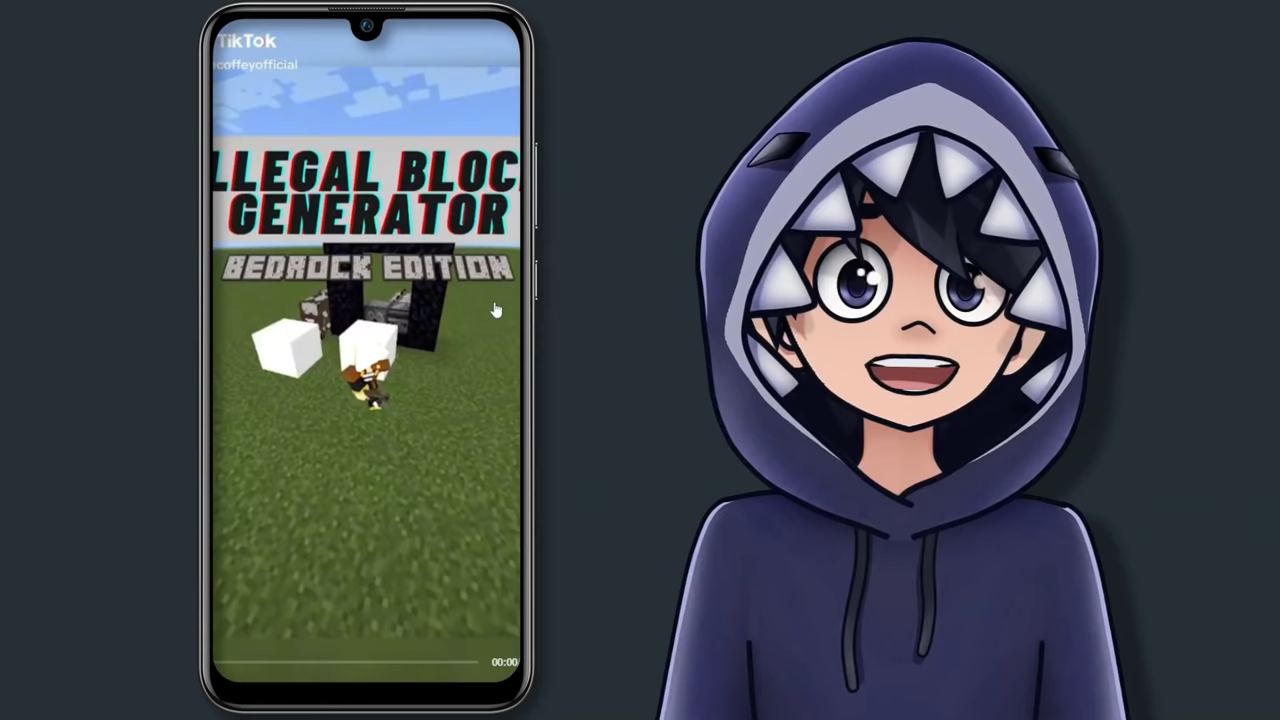 TikTok
coffeyofficial
LLEGAL BLOC
GENERATOR
BEDROCK EDITION
00:00